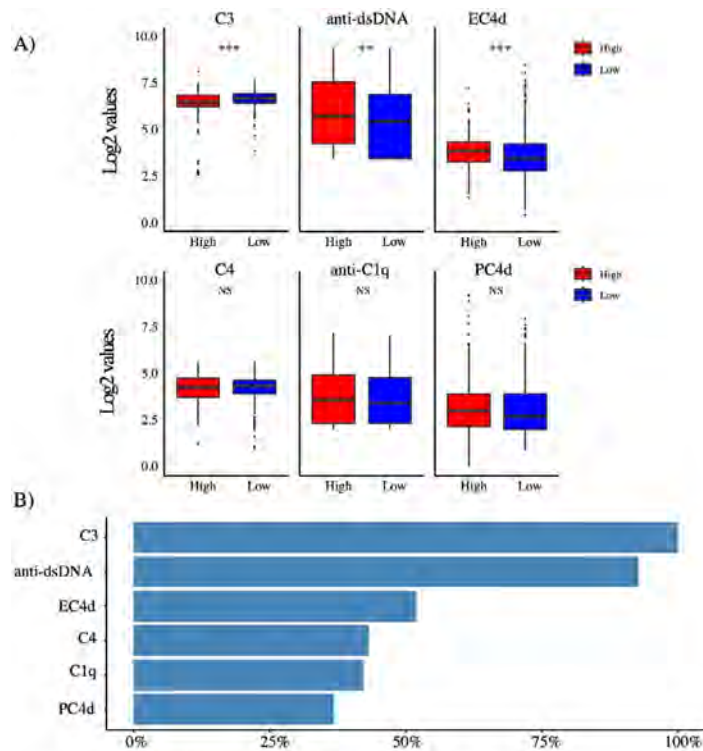 A)
C3 anti-dsDNA EC4d
10.0
7.5
5.0
2.5
0.0
Log2 values
+++ ++ +++
High
Low
High Low High Low High Low
C4 anti-C1q PC4d
NS NS NS
10.0
7.5
5.0
2.5
0.0
Log2 values
High
Low
High Low High Low High Low
B)
C3
anti-dsDNA
EC4d
C4
C1q
PC4d
0% 25% 50% 75% 100%